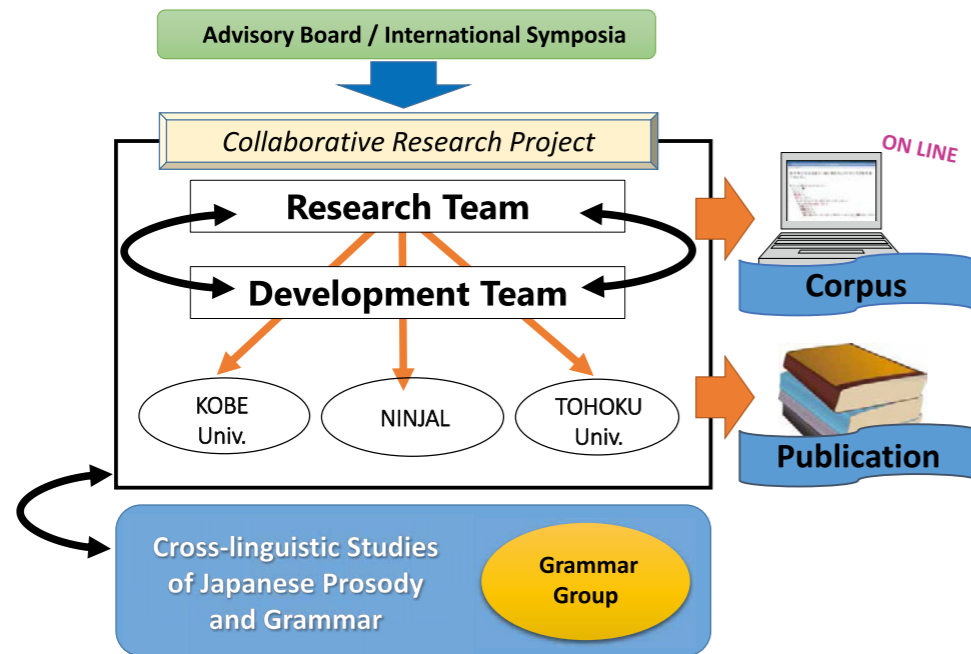 Advisory Board / International Symposia
Collaborative Research Project
ON LINE
Research Team
Development Team
Corpus
KOBE
Univ.
NINJAL
TOHOKU
Univ.
Publication
Cross-linguistic Studies
of Japanese Prosody
and Grammar
Grammar
Group